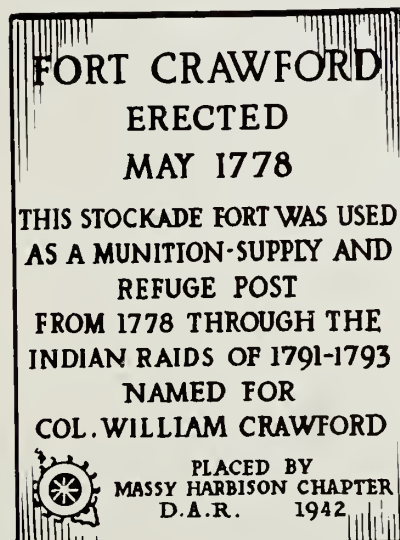 FORT CRAWFORD
ERECTED
MAY 1778
THIS STOCKADE FORT WAS USED
AS A MUNITION-SUPPLY AND
REFUGE POST
FROM 1778 THROUGH THE
INDIAN RAIDS OF 1791-1793
NAMED FOR
COL. WILLIAM CRAWFORD
PLACED BY
MASSY HARBISON CHAPTER
D.A.R. 1942